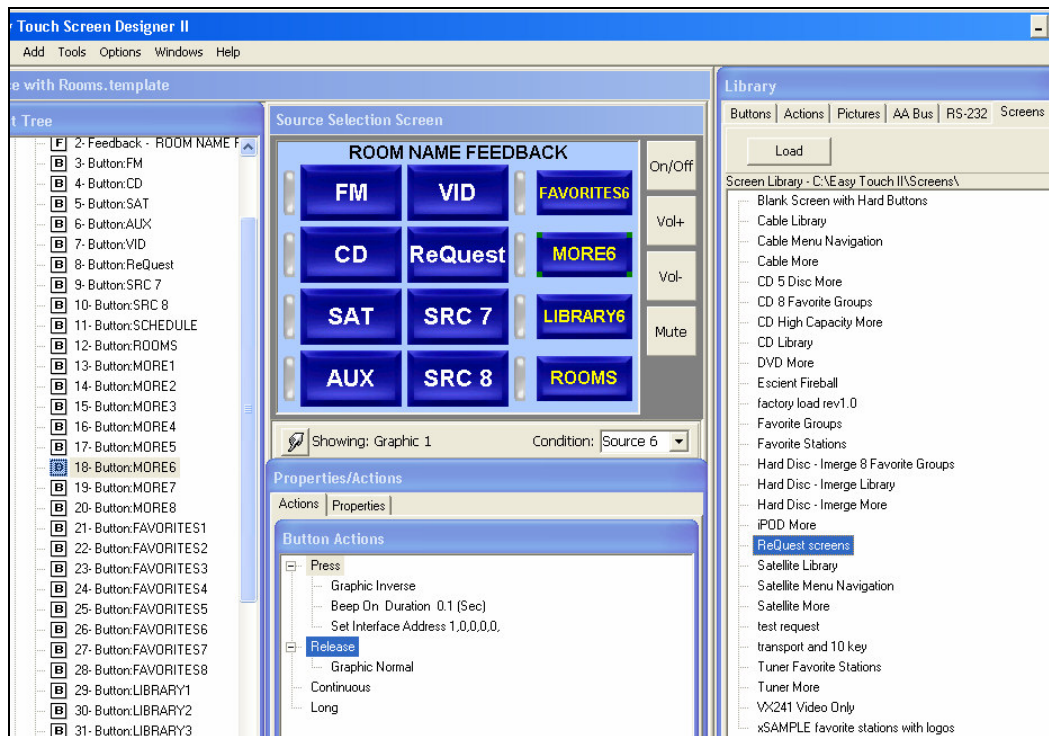 Touch Screen Designer II
Add Tools Options Windows Help
with Rooms.template
Tree
2- Feedback - ROOM NAME F
B 3- Button:FM
B 4- Button:CD
B 5- Button:SAT
B 6- Button:AUX
B 7- Button:VID
B 8- Button:ReQuest
B 9- Button:SRC 7
B 10- Button:SRC 8
B 11- Button:SCHEDULE
B 12- Button:ROOMS
B 13- Button:MORE1
B 14- Button:MORE2
B 15- Button:MORE3
B 16- Button:MORE4
B 17- Button:MORE5
B 18- Button:MORE6
B 19- Button:MORE7
B 20- Button:MORE8
B 21- Button:FAVORITES1
B 22- Button:FAVORITES2
B 23- Button:FAVORITES3
B 24- Button:FAVORITES4
B 25- Button:FAVORITES5
B 26- Button:FAVORITES6
B 27- Button:FAVORITES7
B 28- Button:FAVORITES8
B 29- Button:LIBRARY1
B 30- Button:LIBRARY2
B 31- Button:LIBRARY3
Source Selection Screen
ROOM NAME FEEDBACK
FM VID FAVORITES6
CD ReQuest MORE6
SAT SRC 7 LIBRARY6
AUX SRC 8 ROOMS
On/Off
Vol+
Vol-
Mute
Showing: Graphic 1 Condition: Source 6
Properties/Actions
Actions Properties
Button Actions
Press
Graphic Inverse
Beep On Duration 0.1 (Sec)
Set Interface Address 1,0,0,0,0,
Release
Graphic Normal
Continuous
Long
Library
Buttons Actions Pictures AA Bus RS-232 Screens
Load
Screen Library - C:\Easy Touch II\Screens\
Blank Screen with Hard Buttons
Cable Library
Cable Menu Navigation
Cable More
CD 5 Disc More
CD 8 Favorite Groups
CD High Capacity More
CD Library
DVD More
Escient Fireball
factory load rev1.0
Favorite Groups
Favorite Stations
Hard Disc - Imerge 8 Favorite Groups
Hard Disc - Imerge Library
Hard Disc - Imerge More
iPOD More
ReQuest screens
Satellite Library
Satellite Menu Navigation
Satellite More
test request
transport and 10 key
Tuner Favorite Stations
Tuner More
VX241 Video Only
xSAMPLE favorite stations with logos